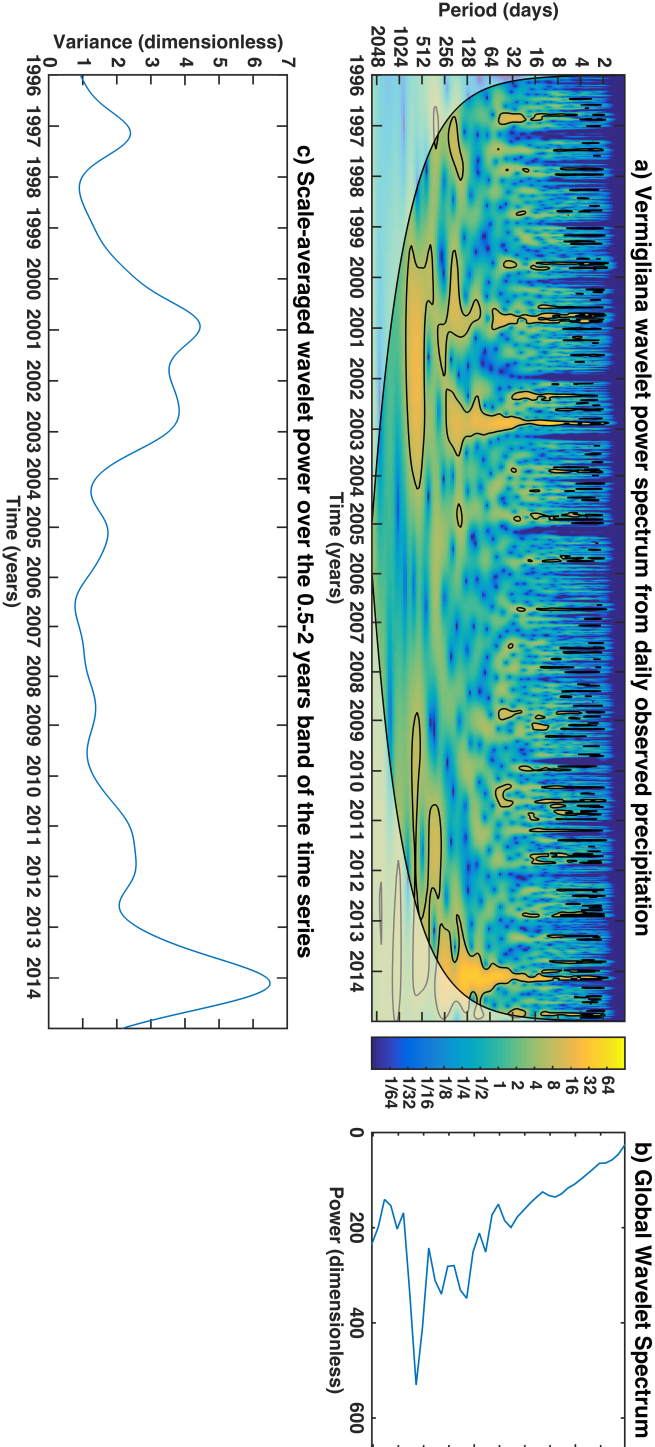 a) Vermigliana wavelet power spectrum from daily observed precipitation
Period (days)
2
4
8
16
32
64
128
256
512
1024
2048
1996 1997 1998 1999 2000 2001 2002 2003 2004 2005 2006 2007 2008 2009 2010 2011 2012 2013 2014
Time (years)
64
32
16
8
4
2
1
1/2
1/4
1/8
1/16
1/32
1/64
b) Global Wavelet Spectrum
0 200 400 600
Power (dimensionless)
c) Scale-averaged wavelet power over the 0.5-2 years band of the time series
Variance (dimensionless)
7
6
5
4
3
2
1
0
1996 1997 1998 1999 2000 2001 2002 2003 2004 2005 2006 2007 2008 2009 2010 2011 2012 2013 2014
Time (years)